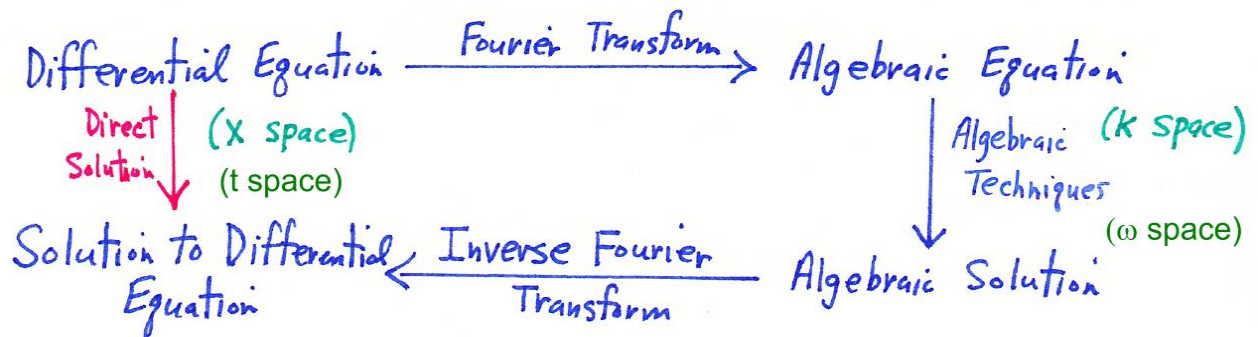 Differential Equation
Fourier Transform
Algebraic Equation
Direct
Solution
(X space)
(t space)
Algebraic
Techniques
(k space)
(ω space)
Solution to Differential
Equation
Inverse Fourier
Transform
Algebraic Solution